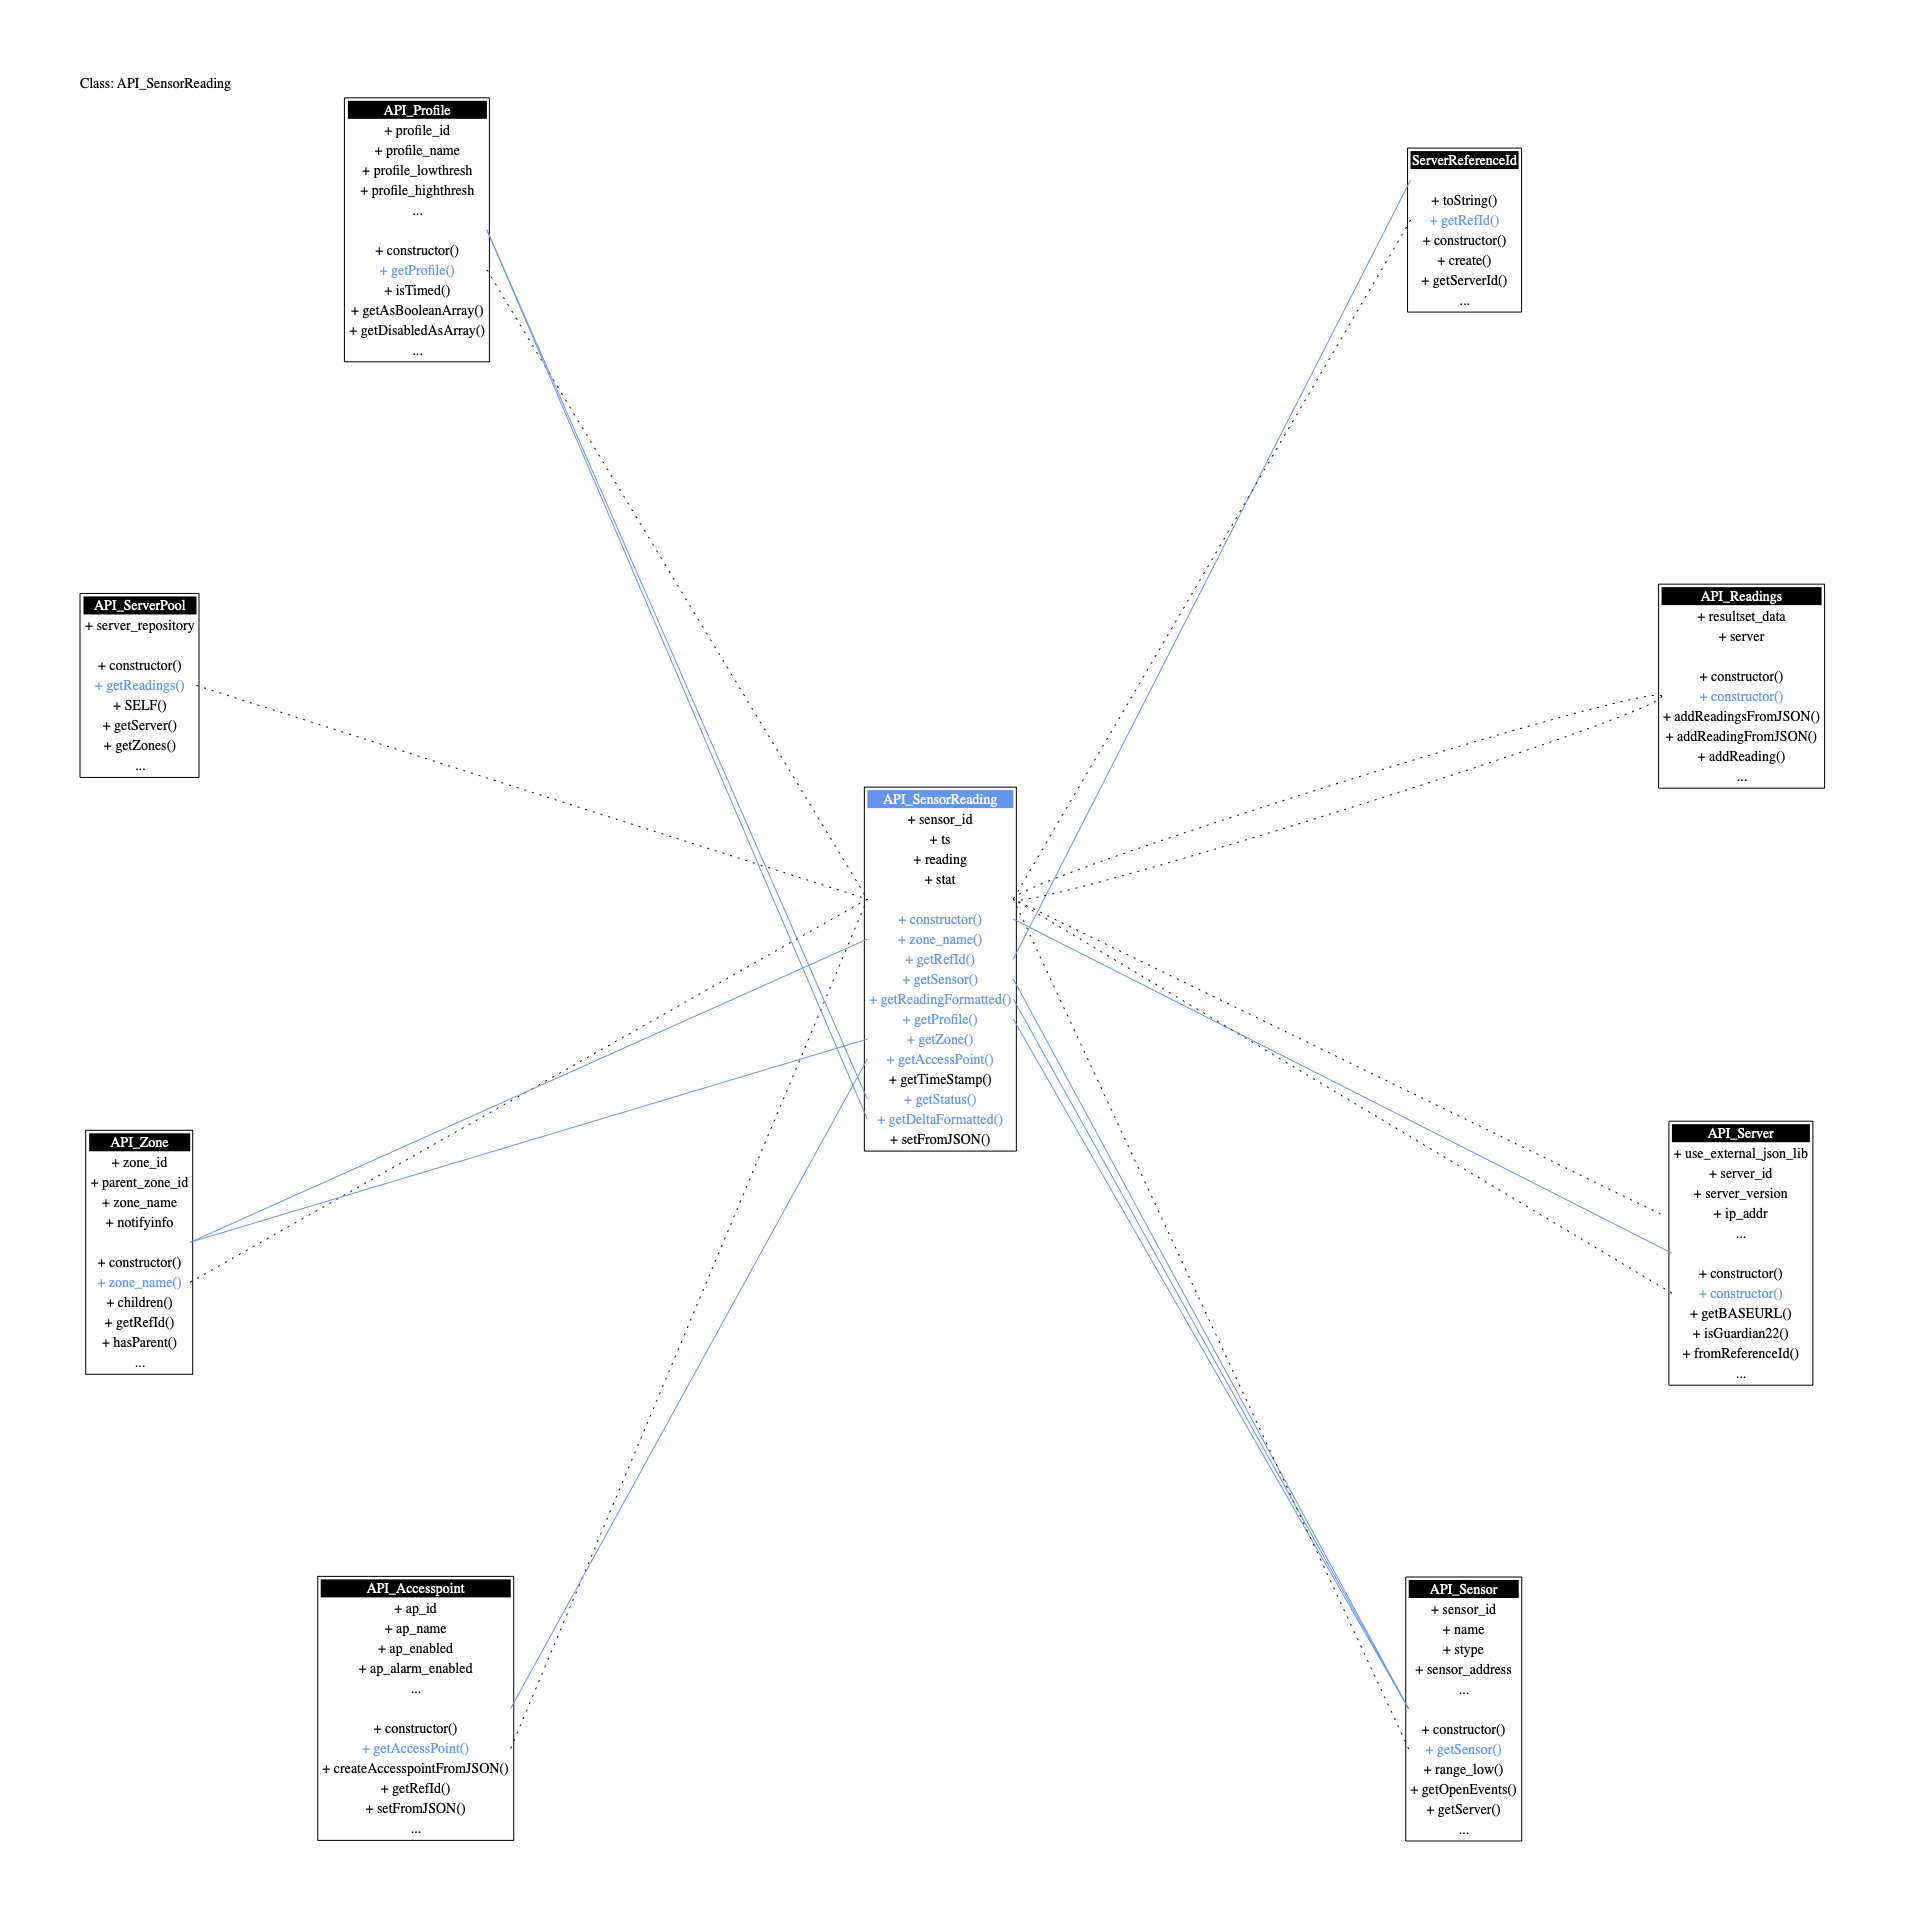 Class: API_SensorReading
API_Profile
+ profile_id
+ profile_name
+ profile_lowthresh
+ profile_highthresh
...
+ constructor()
+ getProfile()
+ isTimed()
+ getAsBooleanArray()
+ getDisabledAsArray()
...
ServerReferenceId
+ toString()
+ getRefId()
+ constructor()
+ create()
+ getServerId()
...
API_ServerPool
+ server_repository
+ constructor()
+ getReadings()
+ SELF()
+ getServer()
+ getZones()
...
API_Readings
+ resultset_data
+ server
+ constructor()
+ constructor()
+ addReadingsFromJSON()
+ addReadingFromJSON()
+ addReading()
...
API_SensorReading
+ sensor_id
+ ts
+ reading
+ stat
+ constructor()
+ zone_name()
+ getRefId()
+ getSensor()
+ getReadingFormatted()
+ getProfile()
+ getZone()
+ getAccessPoint()
+ getTimeStamp()
+ getStatus()
+ getDeltaFormatted()
+ setFromJSON()
API_Zone
+ zone_id
+ parent_zone_id
+ zone_name
+ notifyinfo
+ constructor()
+ zone_name()
+ children()
+ getRefId()
+ hasParent()
...
API_Server
+ use_external_json_lib
+ server_id
+ server_version
+ ip_addr
...
+ constructor()
+ constructor()
+ getBASEURL()
+ isGuardian22()
+ fromReferenceId()
...
API_Accesspoint
+ ap_id
+ ap_name
+ ap_enabled
+ ap_alarm_enabled
...
+ constructor()
+ getAccessPoint()
+ createAccesspointFromJSON()
+ getRefId()
+ setFromJSON()
...
API_Sensor
+ sensor_id
+ name
+ stype
+ sensor_address
...
+ constructor()
+ getSensor()
+ range_low()
+ getOpenEvents()
+ getServer()
...